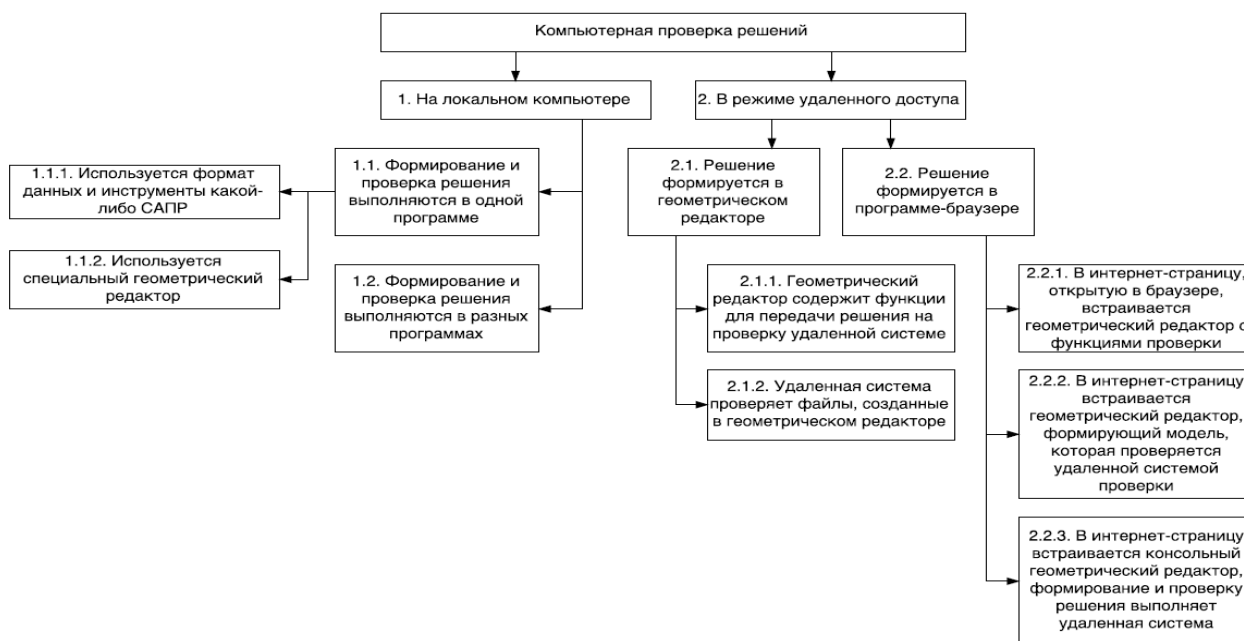 Компьютерная проверка решений
1. На локальном компьютере
2. В режиме удаленного доступа
1.1.1. Используется формат
данных и инструменты какой-
либо САПР
1.1.2. Используется
специальный геометрический
редактор
1.1. Формирование и
проверка решения
выполняются в одной
программе
1.2. Формирование и
проверка решения
выполняются в разных
программах
2.1. Решение
формируется в
геометрическом
редакторе
2.1.1. Геометрический
редактор содержит функции
для передачи решения на
проверку удаленной системе
2.1.2. Удаленная система
проверяет файлы, созданные
в геометрическом редакторе
2.2. Решение
формируется в
программе-браузере
2.2.1. В интернет-страницу,
открытую в браузере,
встраивается
геометрический редактор с
функциями проверки
2.2.2. В интернет-страницу
встраивается
геометрический редактор,
формирующий модель,
которая проверяется
удаленной системой
проверки
2.2.3. В интернет-страницу
встраивается консольный
геометрический редактор,
формирование и проверку
решения выполняет
удаленная система